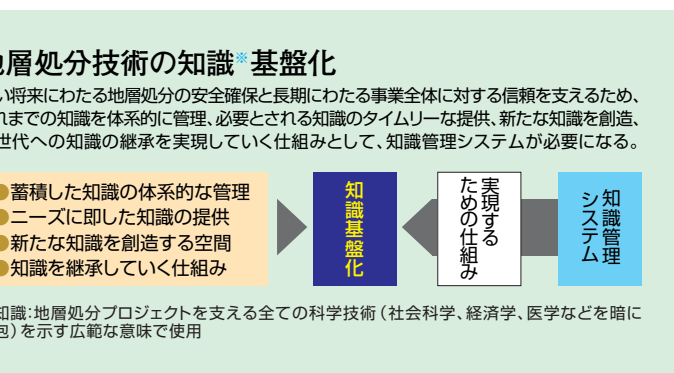 地層処分技術の知識※基盤化
い将来にわたる地層処分の安全確保と長期にわたる事業全体に対する信頼を支えるため、
れまでの知識を体系的に管理、必要とされる知識のタイムリーな提供、新たな知識を創造、
世代への知識の継承を実現していく仕組みとして、知識管理システムが必要になる。
●蓄積した知識の体系的な管理
●ニーズに即した知識の提供
●新たな知識を創造する空間
●知識を継承していく仕組み
知識基盤化
実現する
ための仕組み
知識管理
システム
知識:地層処分プロジェクトを支える全ての科学技術(社会科学、経済学、医学などを暗に
包)を示す広範な意味で使用